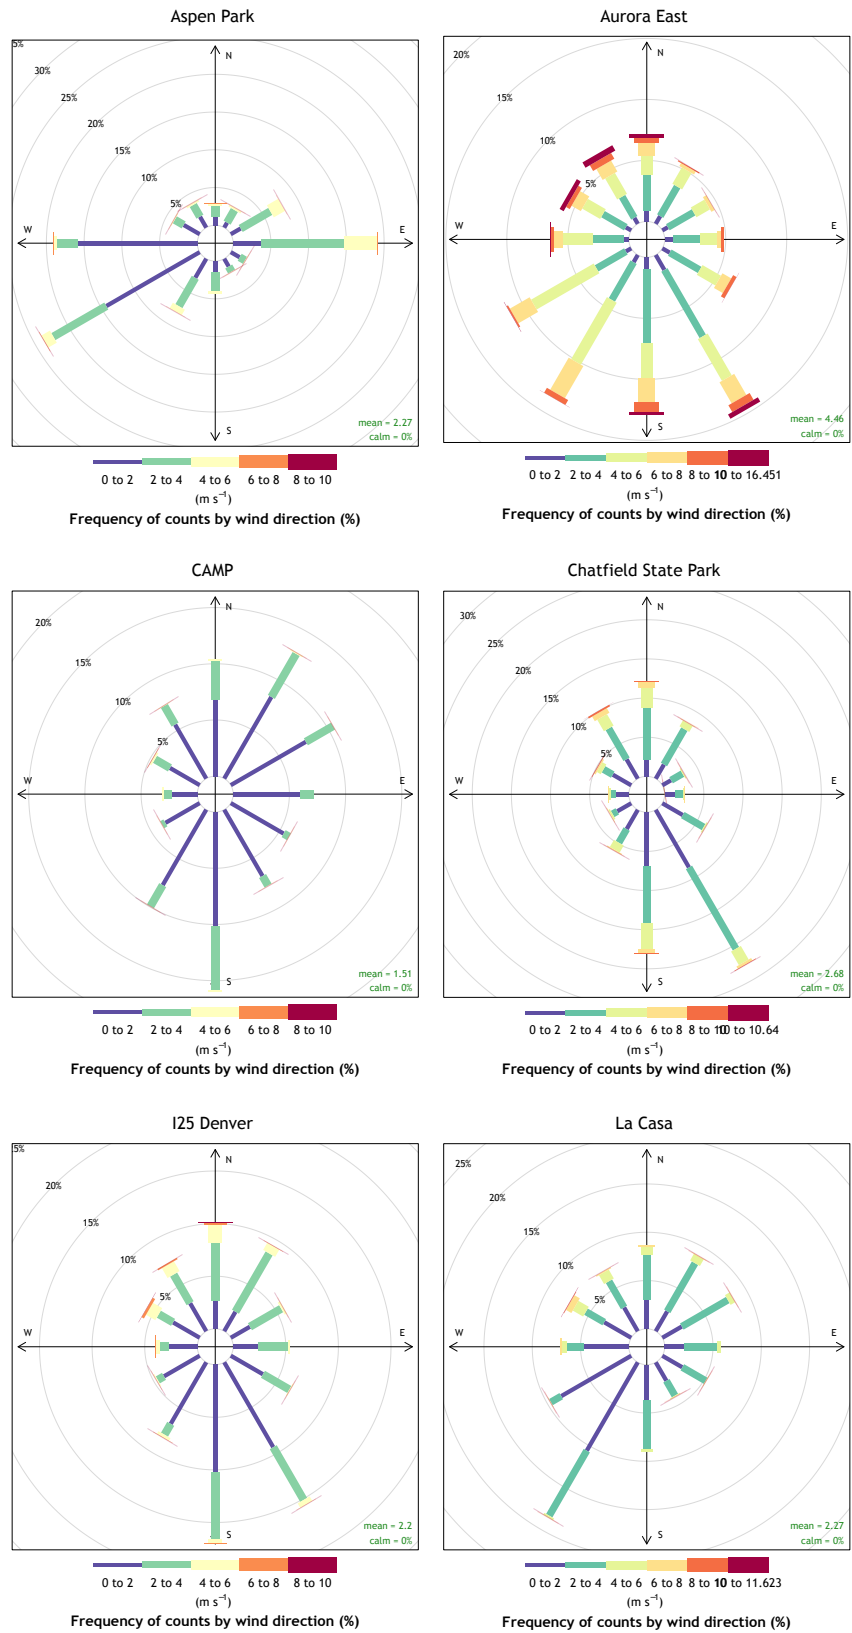 Aspen Park
5%
30%
25%
20%
15%
10%
5%
N
W
E
S
mean = 2.27
calm = 0%
0 to 2 2 to 4 4 to 6 6 to 8 8 to 10
(m s⁻¹)
Frequency of counts by wind direction (%)
Aurora East
20%
15%
10%
5%
N
W
E
S
mean = 4.46
calm = 0%
0 to 2 2 to 4 4 to 6 6 to 8 8 to 10 10 to 16.451
(m s⁻¹)
Frequency of counts by wind direction (%)
CAMP
20%
15%
10%
5%
N
W
E
S
mean = 1.51
calm = 0%
0 to 2 2 to 4 4 to 6 6 to 8 8 to 10
(m s⁻¹)
Frequency of counts by wind direction (%)
Chatfield State Park
30%
25%
20%
15%
10%
5%
N
W
E
S
mean = 2.68
calm = 0%
0 to 2 2 to 4 4 to 6 6 to 8 8 to 10 10 to 10.64
(m s⁻¹)
Frequency of counts by wind direction (%)
I25 Denver
5%
20%
15%
10%
5%
N
W
E
S
mean = 2.2
calm = 0%
0 to 2 2 to 4 4 to 6 6 to 8 8 to 10
(m s⁻¹)
Frequency of counts by wind direction (%)
La Casa
25%
20%
15%
10%
5%
N
W
E
S
mean = 2.27
calm = 0%
0 to 2 2 to 4 4 to 6 6 to 8 8 to 10 10 to 11.623
(m s⁻¹)
Frequency of counts by wind direction (%)